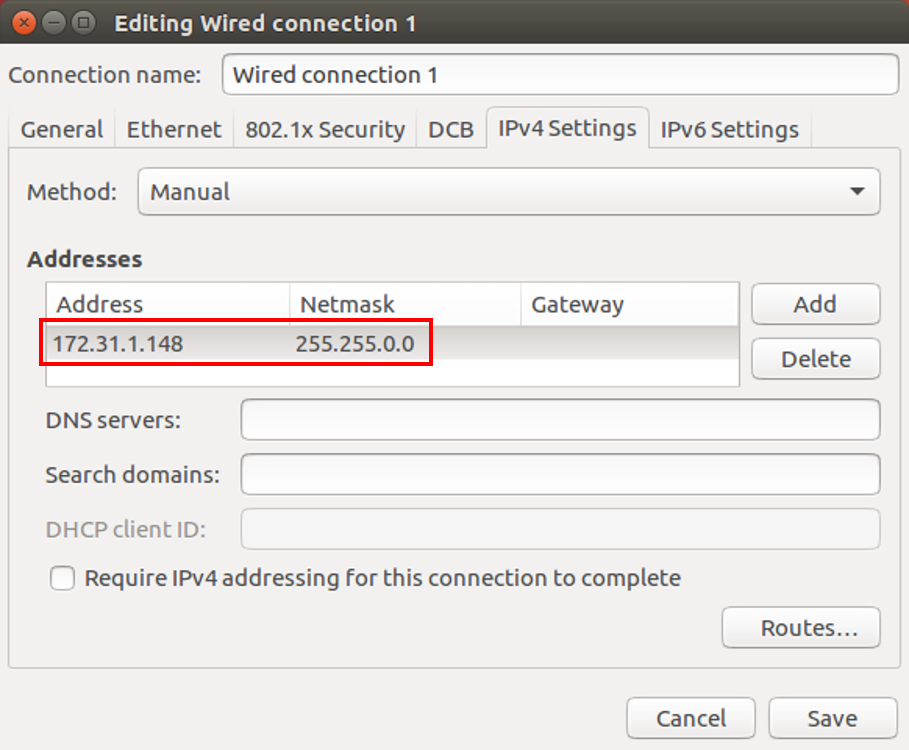 Editing Wired connection 1
Connection name: Wired connection 1
General Ethernet 802.1x Security DCB IPv4 Settings IPv6 Settings
Method: Manual
Addresses
Address Netmask Gateway Add
172.31.1.148 255.255.0.0
Delete
DNS servers:
Search domains:
DHCP client ID:
Require IPv4 addressing for this connection to complete
Routes...
Cancel Save